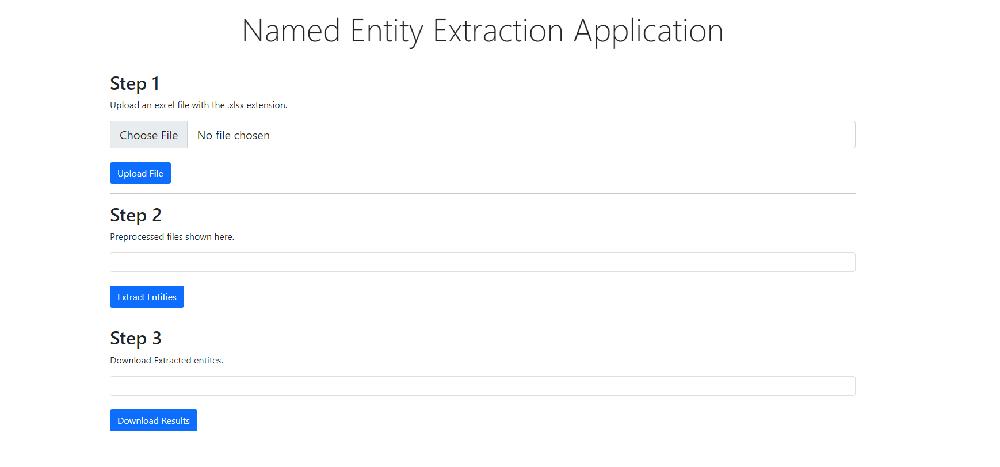 Named Entity Extraction Application
Step 1
Upload an excel file with the .xlsx extension.
Choose File No file chosen
Upload File
Step 2
Preprocessed files shown here.
Extract Entities
Step 3
Download Extracted entites.
Download Results